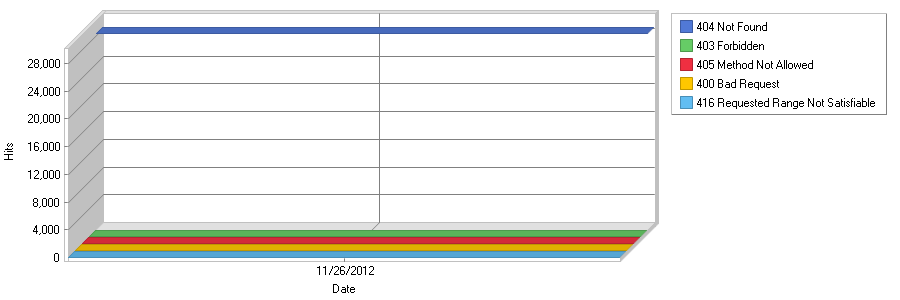 404 Not Found
403 Forbidden
405 Method Not Allowed
400 Bad Request
416 Requested Range Not Satisfiable
28,000
24,000
20,000
16,000
12,000
8,000
4,000
0
Hits
11/26/2012
Date